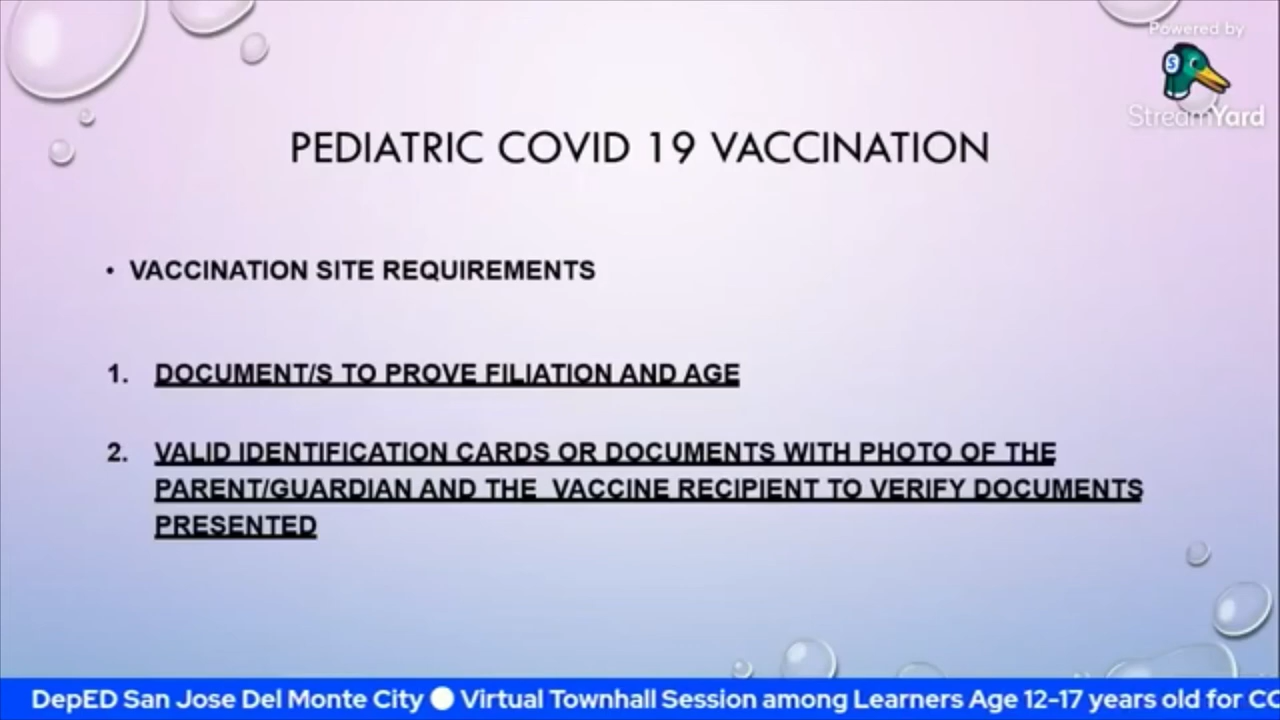 Powered by
StreamYard
PEDIATRIC COVID 19 VACCINATION
• VACCINATION SITE REQUIREMENTS
1. DOCUMENT/S TO PROVE FILIATION AND AGE
2. VALID IDENTIFICATION CARDS OR DOCUMENTS WITH PHOTO OF THE
PARENT/GUARDIAN AND THE VACCINE RECIPIENT TO VERIFY DOCUMENTS
PRESENTED
DepED San Jose Del Monte City ● Virtual Townhall Session among Learners Age 12-17 years old for